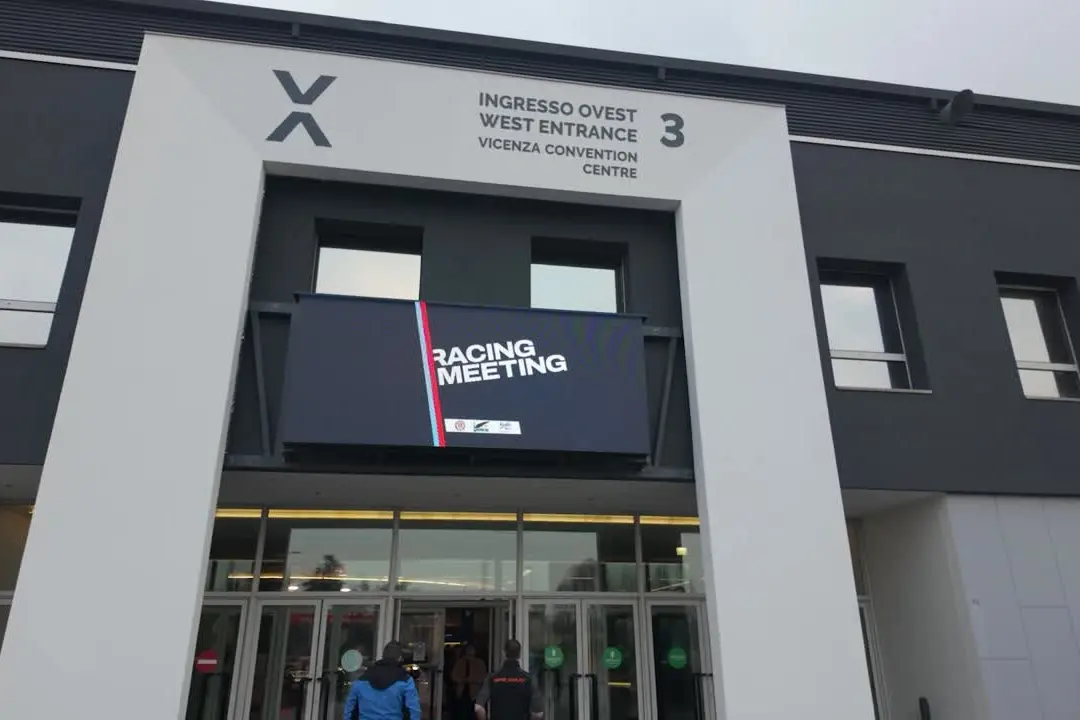 INGRESSO OVEST
WEST ENTRANCE
3
VICENZA CONVENTION
CENTRE
RACING
MEETING